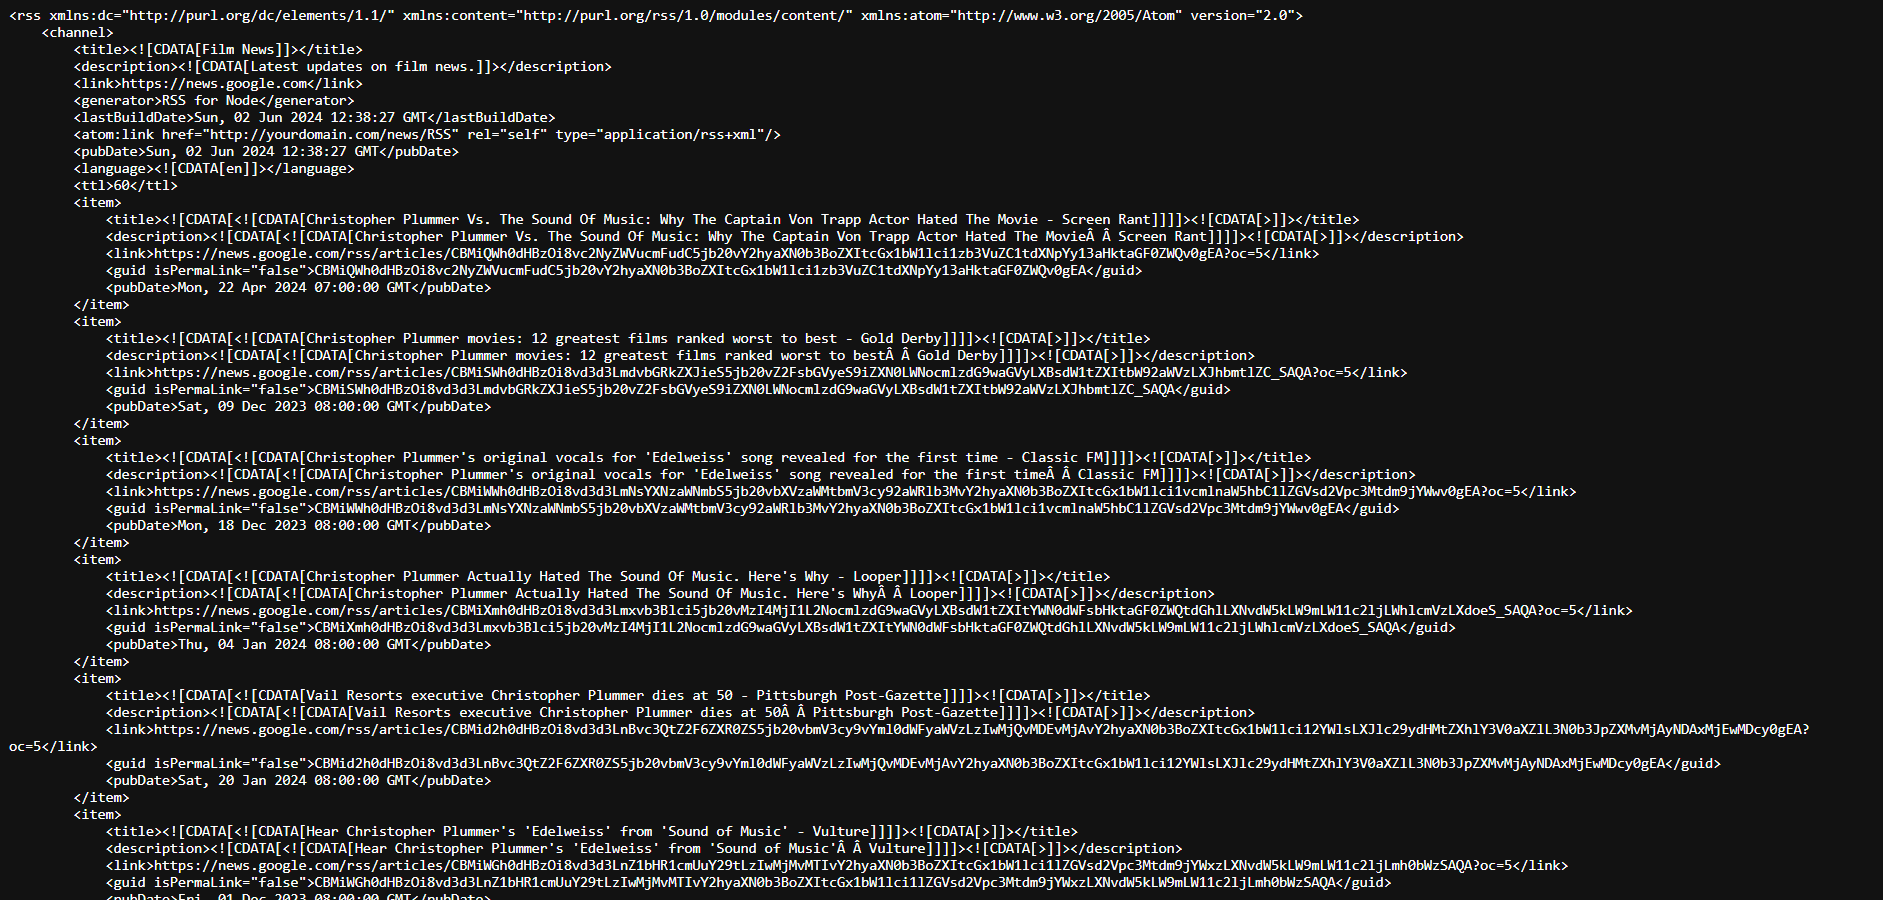 <rss xmlns:dc="http://purl.org/dc/elements/1.1/" xmlns:content="http://purl.org/rss/1.0/modules/content/" xmlns:atom="http://www.w3.org/2005/Atom" version="2.0">
<channel>
<title><![CDATA[Film News]]></title>
<description><![CDATA[Latest updates on film news.]]></description>
<link>https://news.google.com</link>
<generator>RSS for Node</generator>
<lastBuildDate>Sun, 02 Jun 2024 12:38:27 GMT</lastBuildDate>
<atom:link href="http://yourdomain.com/news/RSS" rel="self" type="application/rss+xml"/>
<pubDate>Sun, 02 Jun 2024 12:38:27 GMT</pubDate>
<language><![CDATA[en]]></language>
<ttl>60</ttl>
<item>
<title><![CDATA[<![CDATA[Christopher Plummer Vs. The Sound Of Music: Why The Captain Von Trapp Actor Hated The Movie - Screen Rant]]]]><![CDATA[>]]></title>
<description><![CDATA[<![CDATA[Christopher Plummer Vs. The Sound Of Music: Why The Captain Von Trapp Actor Hated The MovieÂ Â Screen Rant]]]]><![CDATA[>]]></description>
<link>https://news.google.com/rss/articles/CBMiQWh0dHBzOi8vc2NyZWVucmFudC5jb20vY2hyaXN0b3BoZXItcGx1bW1lci1zb3VuZC1tdXNpYy13aHktaGF0ZWQv0gEA?oc=5</link>
<guid isPermaLink="false">CBMiQWh0dHBzOi8vc2NyZWVucmFudC5jb20vY2hyaXN0b3BoZXItcGx1bW1lci1zb3VuZC1tdXNpYy13aHktaGF0ZWQv0gEA</guid>
<pubDate>Mon, 22 Apr 2024 07:00:00 GMT</pubDate>
</item>
<item>
<title><![CDATA[<![CDATA[Christopher Plummer movies: 12 greatest films ranked worst to best - Gold Derby]]]]><![CDATA[>]]></title>
<description><![CDATA[<![CDATA[Christopher Plummer movies: 12 greatest films ranked worst to bestÂ Â Gold Derby]]]]><![CDATA[>]]></description>
<link>https://news.google.com/rss/articles/CBMiSWh0dHBzOi8vd3d3LmdvbGRkZXJieS5jb20vZ2FsbGVyeS9iZXN0LWNocmlzdG9waGVyLXBsdW1tZXItbW92aWVzLXJhbmtlZC_SAQA?oc=5</link>
<guid isPermaLink="false">CBMiSWh0dHBzOi8vd3d3LmdvbGRkZXJieS5jb20vZ2FsbGVyeS9iZXN0LWNocmlzdG9waGVyLXBsdW1tZXItbW92aWVzLXJhbmtlZC_SAQA</guid>
<pubDate>Sat, 09 Dec 2023 08:00:00 GMT</pubDate>
</item>
<item>
<title><![CDATA[<![CDATA[Christopher Plummer's original vocals for 'Edelweiss' song revealed for the first time - Classic FM]]]]><![CDATA[>]]></title>
<description><![CDATA[<![CDATA[Christopher Plummer's original vocals for 'Edelweiss' song revealed for the first timeÂ Â Classic FM]]]]><![CDATA[>]]></description>
<link>https://news.google.com/rss/articles/CBMiWWh0dHBzOi8vd3d3LmNsYXNzaWNmbS5jb20vbXVzaWMtbmV3cy92aWRlb3MvY2hyaXN0b3BoZXItcGx1bW1lci1vcmlnaW5hbC1lZGVsd2Vpc3Mtdm9jYWwv0gEA?oc=5</link>
<guid isPermaLink="false">CBMiWWh0dHBzOi8vd3d3LmNsYXNzaWNmbS5jb20vbXVzaWMtbmV3cy92aWRlb3MvY2hyaXN0b3BoZXItcGx1bW1lci1vcmlnaW5hbC1lZGVsd2Vpc3Mtdm9jYWwv0gEA</guid>
<pubDate>Mon, 18 Dec 2023 08:00:00 GMT</pubDate>
</item>
<item>
<title><![CDATA[<![CDATA[Christopher Plummer Actually Hated The Sound Of Music. Here's Why - Looper]]]]><![CDATA[>]]></title>
<description><![CDATA[<![CDATA[Christopher Plummer Actually Hated The Sound Of Music. Here's WhyÂ Â Looper]]]]><![CDATA[>]]></description>
<link>https://news.google.com/rss/articles/CBMiXmh0dHBzOi8vd3d3Lmxvb3Blci5jb20vMzI4MjI1L2NocmlzdG9waGVyLXBsdW1tZXItYWN0dWFsbHktaGF0ZWQtdGhlLXNvdW5kLW9mLW11c2ljLWhlcmVzLXdoeS_SAQA?oc=5</link>
<guid isPermaLink="false">CBMiXmh0dHBzOi8vd3d3Lmxvb3Blci5jb20vMzI4MjI1L2NocmlzdG9waGVyLXBsdW1tZXItYWN0dWFsbHktaGF0ZWQtdGhlLXNvdW5kLW9mLW11c2ljLWhlcmVzLXdoeS_SAQA</guid>
<pubDate>Thu, 04 Jan 2024 08:00:00 GMT</pubDate>
</item>
<item>
<title><![CDATA[<![CDATA[Vail Resorts executive Christopher Plummer dies at 50 - Pittsburgh Post-Gazette]]]]><![CDATA[>]]></title>
<description><![CDATA[<![CDATA[Vail Resorts executive Christopher Plummer dies at 50Â Â Pittsburgh Post-Gazette]]]]><![CDATA[>]]></description>
<link>https://news.google.com/rss/articles/CBMid2h0dHBzOi8vd3d3LnBvc3QtZ2F6ZXR0ZS5jb20vbmV3cy9vYml0dWFyaWVzLzIwMjQvMDEvMjAvY2hyaXN0b3BoZXItcGx1bW1lci12YWlsLXJlc29ydHMtZXhlY3V0aXZlL3N0b3JpZXMvMjAyNDAxMjEwMDcy0gEA?
oc=5</link>
<guid isPermaLink="false">CBMid2h0dHBzOi8vd3d3LnBvc3QtZ2F6ZXR0ZS5jb20vbmV3cy9vYml0dWFyaWVzLzIwMjQvMDEvMjAvY2hyaXN0b3BoZXItcGx1bW1lci12YWlsLXJlc29ydHMtZXhlY3V0aXZlL3N0b3JpZXMvMjAyNDAxMjEwMDcy0gEA</guid>
<pubDate>Sat, 20 Jan 2024 08:00:00 GMT</pubDate>
</item>
<item>
<title><![CDATA[<![CDATA[Hear Christopher Plummer's 'Edelweiss' from 'Sound of Music' - Vulture]]]]><![CDATA[>]]></title>
<description><![CDATA[<![CDATA[Hear Christopher Plummer's 'Edelweiss' from 'Sound of Music'Â Â Vulture]]]]><![CDATA[>]]></description>
<link>https://news.google.com/rss/articles/CBMiWGh0dHBzOi8vd3d3LnZ1bHR1cmUuY29tLzIwMjMvMTIvY2hyaXN0b3BoZXItcGx1bW1lci1lZGVsd2Vpc3Mtdm9jYWxzLXNvdW5kLW9mLW11c2ljLmh0bWzSAQA?oc=5</link>
<guid isPermaLink="false">CBMiWGh0dHBzOi8vd3d3LnZ1bHR1cmUuY29tLzIwMjMvMTIvY2hyaXN0b3BoZXItcGx1bW1lci1lZGVsd2Vpc3Mtdm9jYWxzLXNvdW5kLW9mLW11c2ljLmh0bWzSAQA</guid>
<pubDate>Fri, 01 Dec 2023 08:00:00 GMT</pubDate>